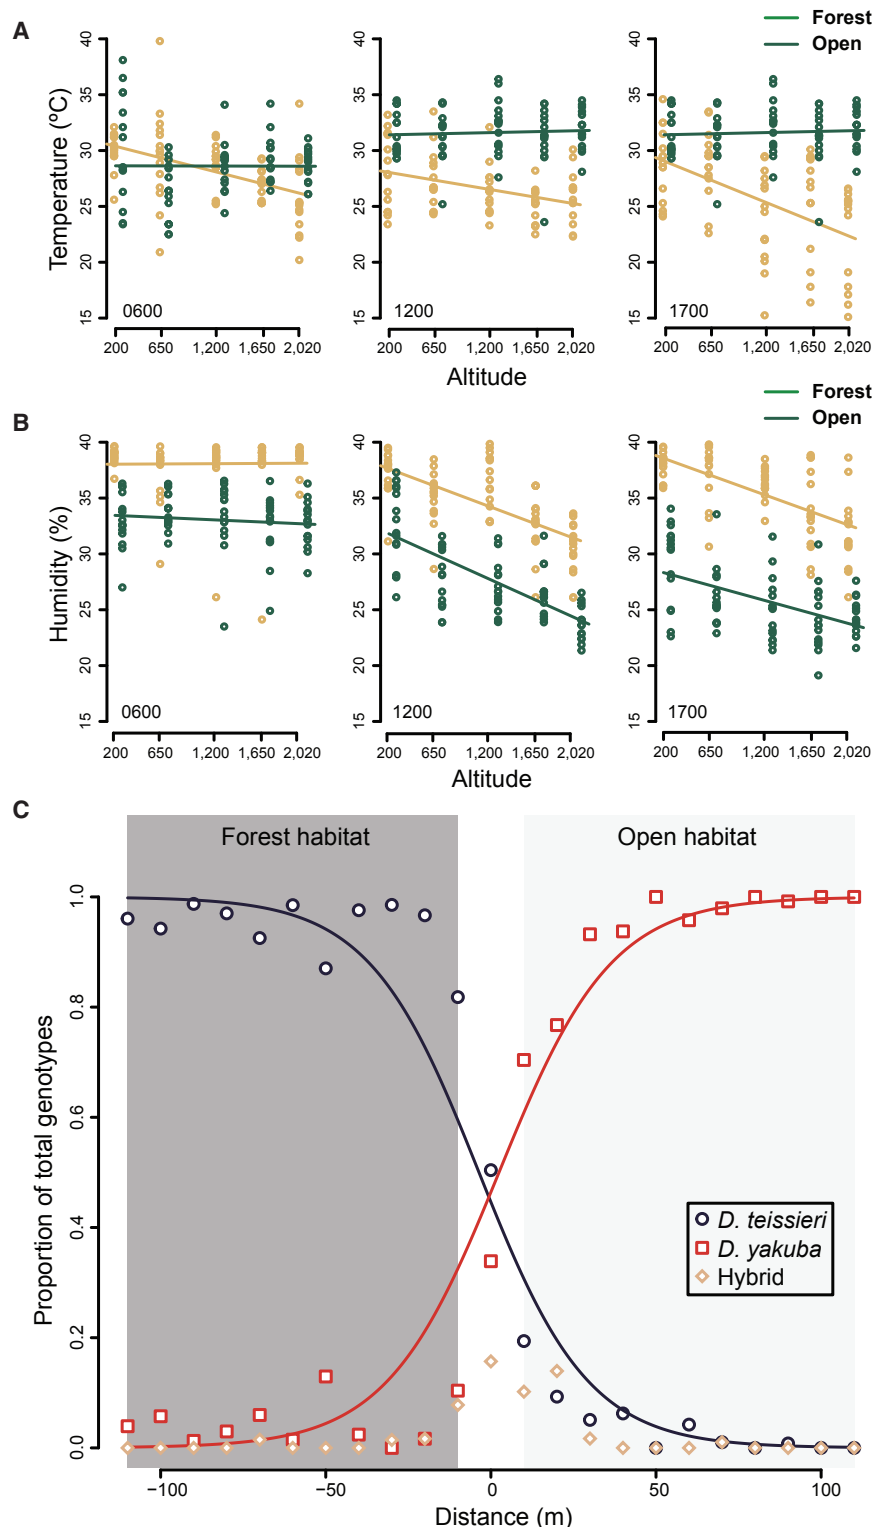 A
Forest
Open
Temperature (ºC)
40
35
30
25
20
15
0600
200 650 1,200 1,650 2,020
40
35
30
25
20
15
1200
200 650 1,200 1,650 2,020
40
35
30
25
20
15
1700
200 650 1,200 1,650 2,020
Altitude
B
Forest
Open
Humidity (%)
40
35
30
25
20
15
0600
200 650 1,200 1,650 2,020
40
35
30
25
20
15
1200
200 650 1,200 1,650 2,020
40
35
30
25
20
15
1700
200 650 1,200 1,650 2,020
Altitude
C
Forest habitat
Open habitat
Proportion of total genotypes
1.0
0.8
0.6
0.4
0.2
0.0
D. teissieri
D. yakuba
Hybrid
−100 −50 0 50 100
Distance (m)